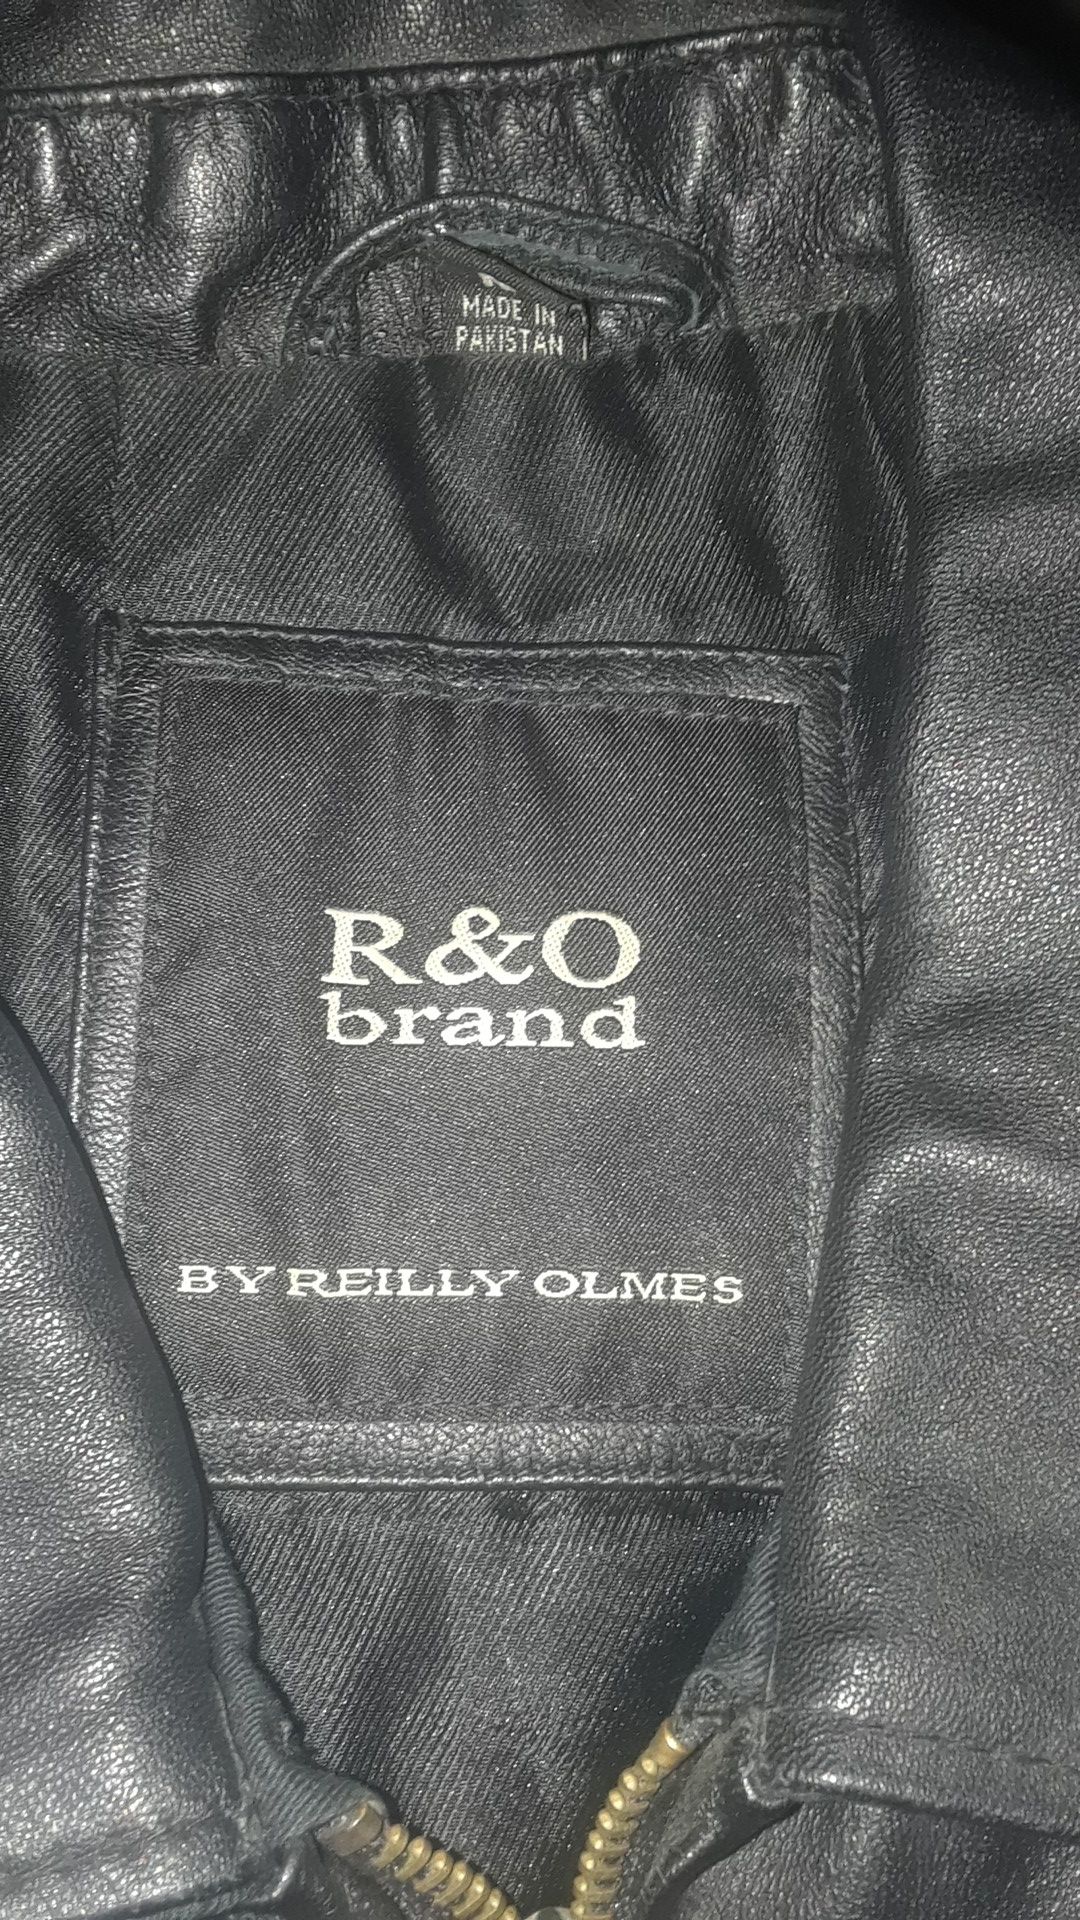 MADE IN
PAKISTAN
R&O
brand
BY REILLY OLMES